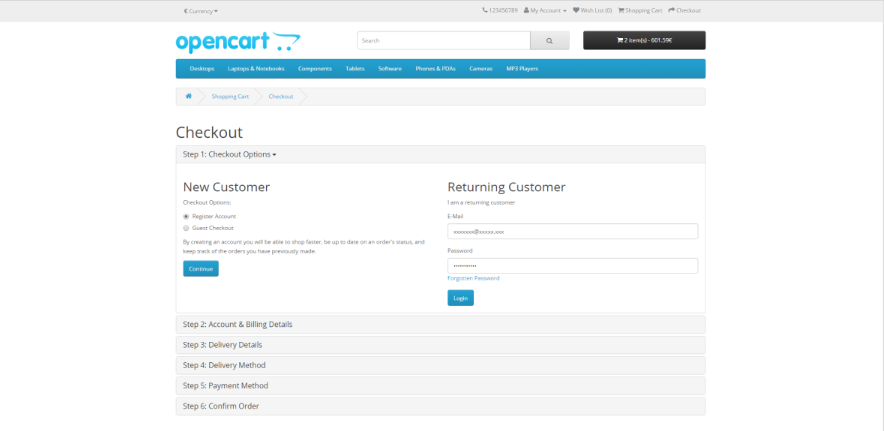 € Currency
123456789 My Account Wish List (0) Shopping Cart Checkout
opencart
Search
2 item(s) - 601.59€
Desktops Laptops & Notebooks Components Tablets Software Phones & PDAs Cameras MP3 Players
Shopping Cart Checkout
Checkout
Step 1: Checkout Options
New Customer
Checkout Options:
Register Account
Guest Checkout
By creating an account you will be able to shop faster, be up to date on an order's status, and
keep track of the orders you have previously made.
Continue
Returning Customer
I am a returning customer
E-Mail
Password
Forgotten Password
Login
Step 2: Account & Billing Details
Step 3: Delivery Details
Step 4: Delivery Method
Step 5: Payment Method
Step 6: Confirm Order